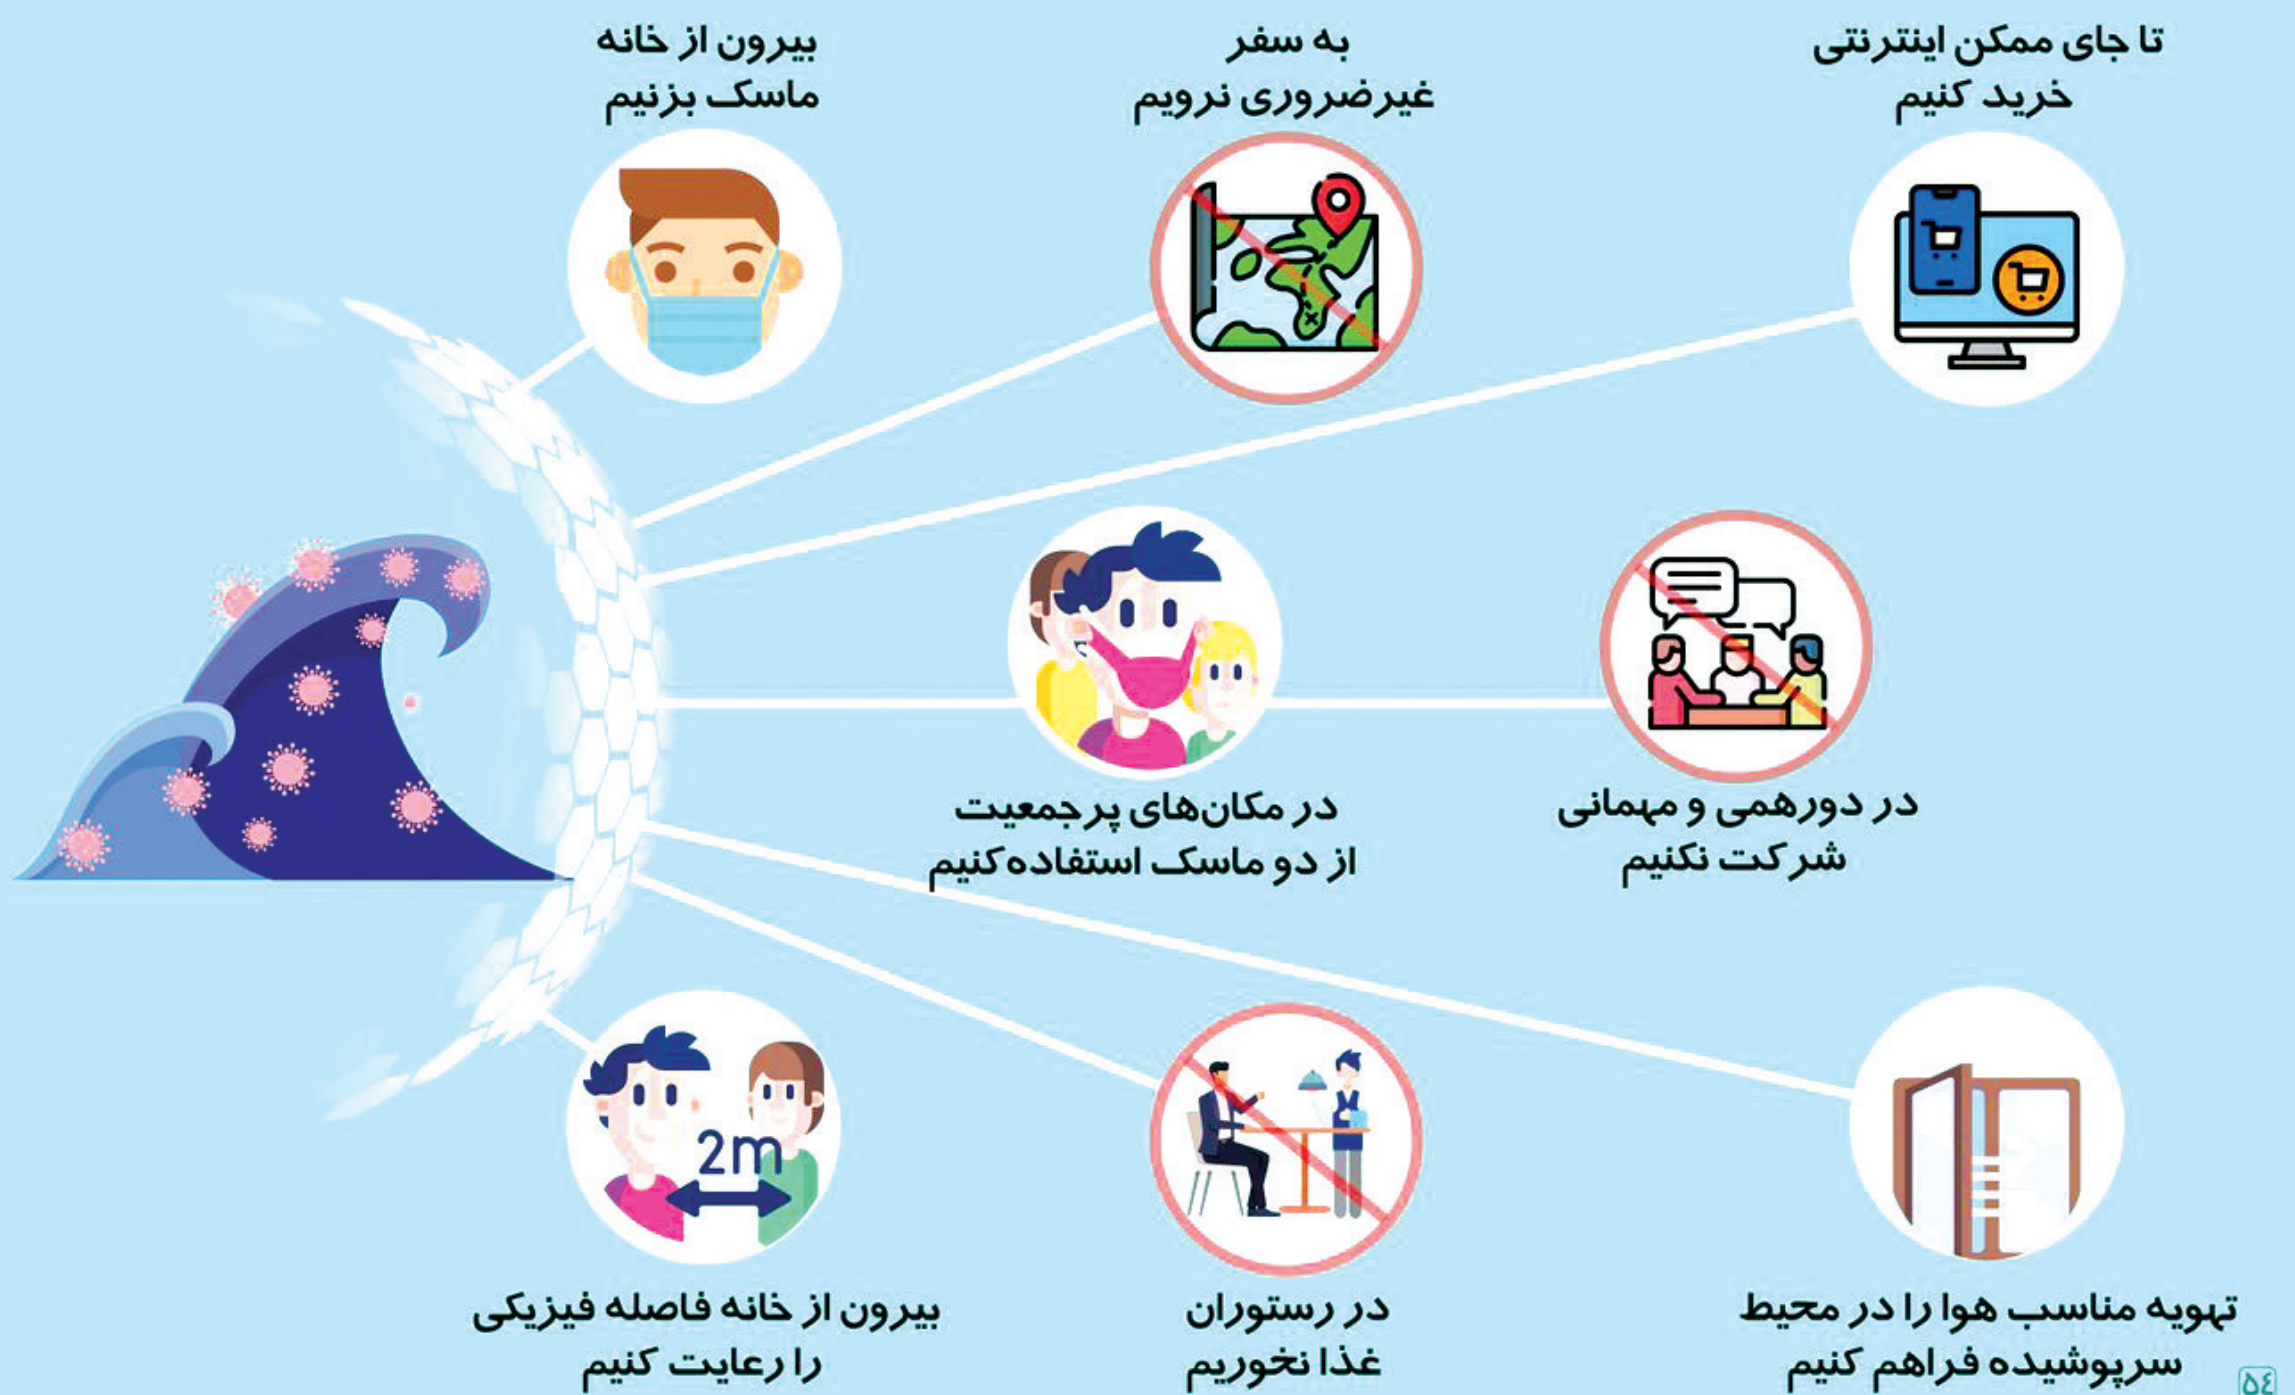 تا جای ممکن اینترنتی
خرید کنیم
به سفر
غیرضروری نرویم
بیرون از خانه
ماسک بزنیم
در دورهمی و مهمانی
شرکت نکنیم
در مکان‌های پرجمعیت
از دو ماسک استفاده کنیم
2m
تهویه مناسب هوا را در محیط
سرپوشیده فراهم کنیم
در رستوران
غذا نخوریم
بیرون از خانه فاصله فیزیکی
را رعایت کنیم
۵٤